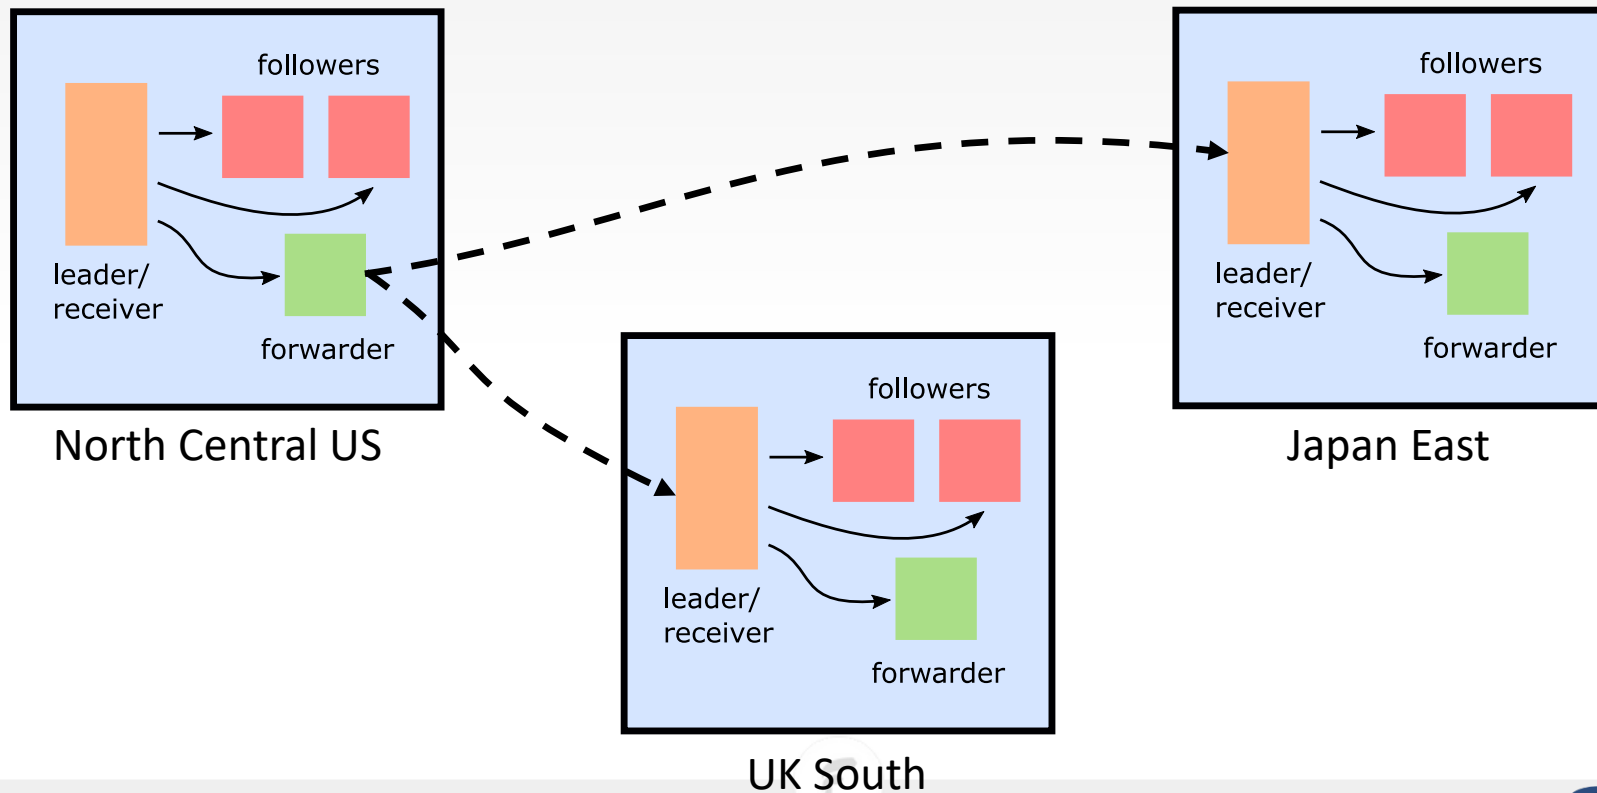 followers
leader/
receiver
forwarder
North Central US
followers
leader/
receiver
forwarder
Japan East
followers
leader/
receiver
forwarder
UK South